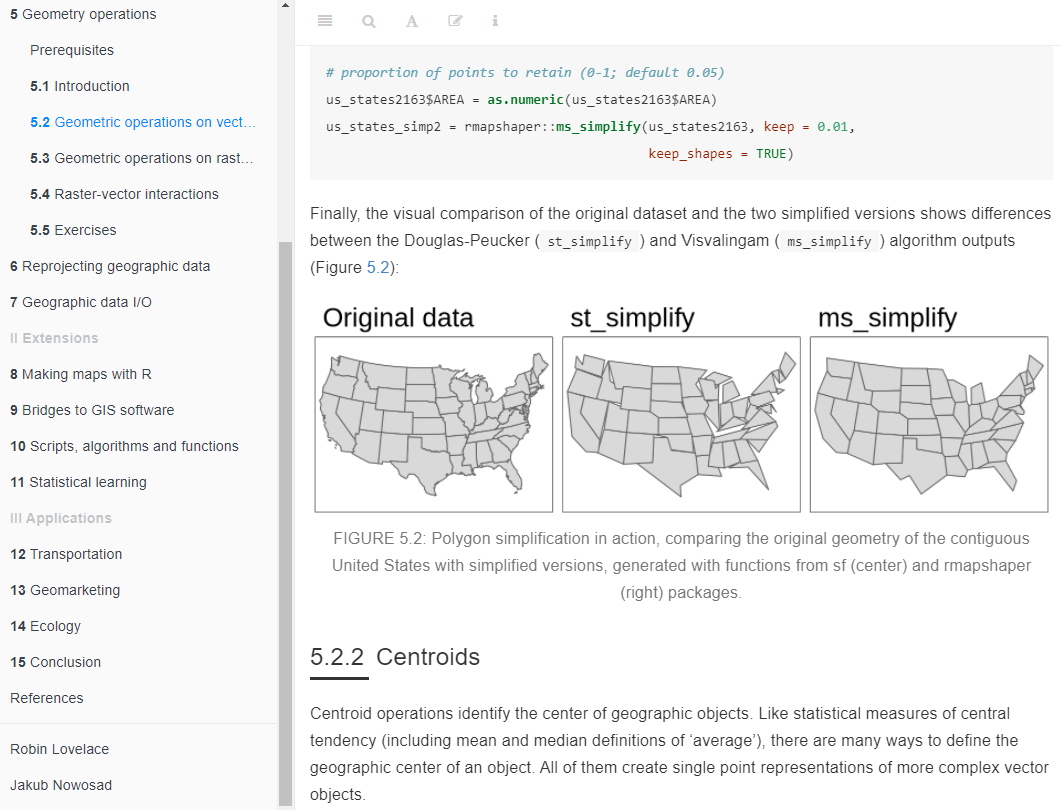 5 Geometry operations
Prerequisites
5.1 Introduction
5.2 Geometric operations on vect…
5.3 Geometric operations on rast…
5.4 Raster-vector interactions
5.5 Exercises
6 Reprojecting geographic data
7 Geographic data I/O
II Extensions
8 Making maps with R
9 Bridges to GIS software
10 Scripts, algorithms and functions
11 Statistical learning
III Applications
12 Transportation
13 Geomarketing
14 Ecology
15 Conclusion
References
Robin Lovelace
Jakub Nowosad
# proportion of points to retain (0-1; default 0.05)
us_states2163$AREA = as.numeric(us_states2163$AREA)
us_states_simp2 = rmapshaper::ms_simplify(us_states2163, keep = 0.01,
keep_shapes = TRUE)
Finally, the visual comparison of the original dataset and the two simplified versions shows differences
between the Douglas-Peucker ( st_simplify ) and Visvalingam ( ms_simplify ) algorithm outputs
(Figure 5.2):
Original data
st_simplify
ms_simplify
FIGURE 5.2: Polygon simplification in action, comparing the original geometry of the contiguous
United States with simplified versions, generated with functions from sf (center) and rmapshaper
(right) packages.
5.2.2 Centroids
Centroid operations identify the center of geographic objects. Like statistical measures of central
tendency (including mean and median definitions of ‘average’), there are many ways to define the
geographic center of an object. All of them create single point representations of more complex vector
objects.